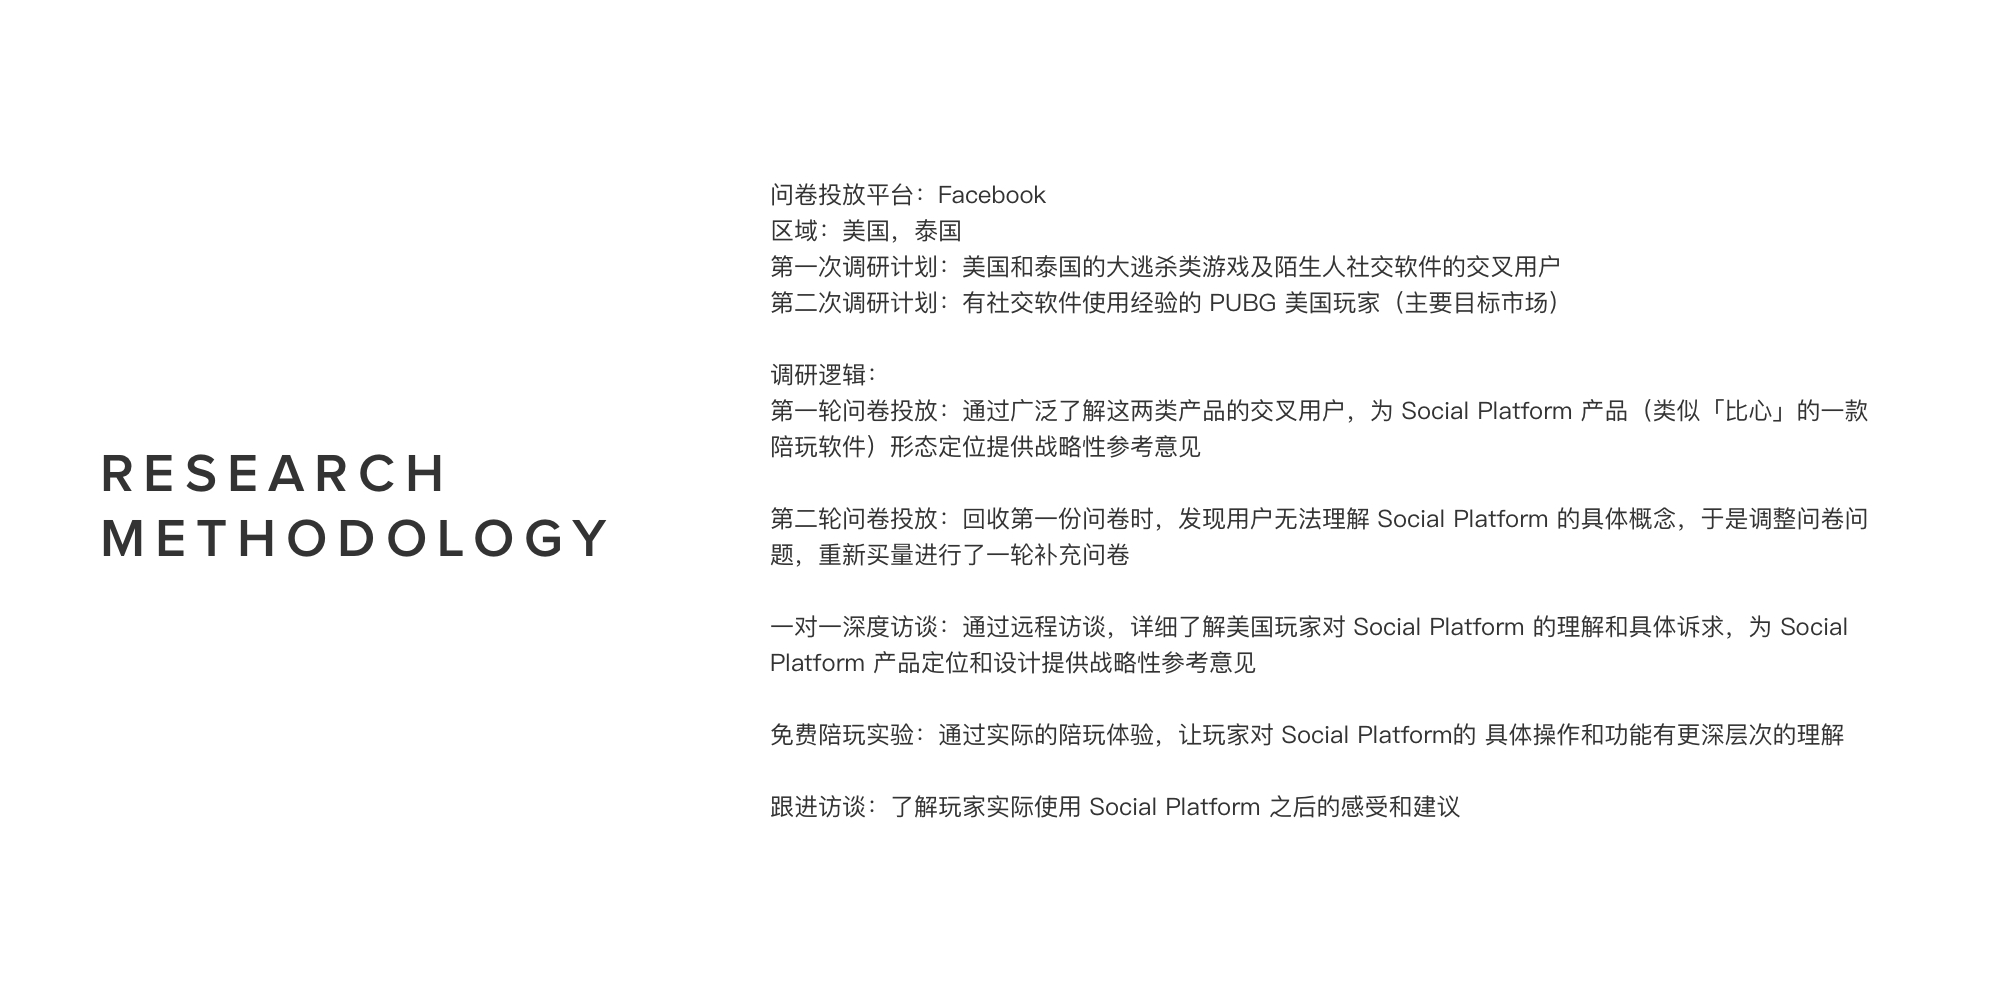 RESEARCH
METHODOLOGY
问卷投放平台：Facebook
区域：美国，泰国
第一次调研计划：美国和泰国的大逃杀类游戏及陌生人社交软件的交叉用户
第二次调研计划：有社交软件使用经验的 PUBG 美国玩家（主要目标市场）
调研逻辑：
第一轮问卷投放：通过广泛了解这两类产品的交叉用户，为 Social Platform 产品（类似「比心」的一款
陪玩软件）形态定位提供战略性参考意见
第二轮问卷投放：回收第一份问卷时，发现用户无法理解 Social Platform 的具体概念，于是调整问卷问
题，重新买量进行了一轮补充问卷
一对一深度访谈：通过远程访谈，详细了解美国玩家对 Social Platform 的理解和具体诉求，为 Social
Platform 产品定位和设计提供战略性参考意见
免费陪玩实验：通过实际的陪玩体验，让玩家对 Social Platform的 具体操作和功能有更深层次的理解
跟进访谈：了解玩家实际使用 Social Platform 之后的感受和建议